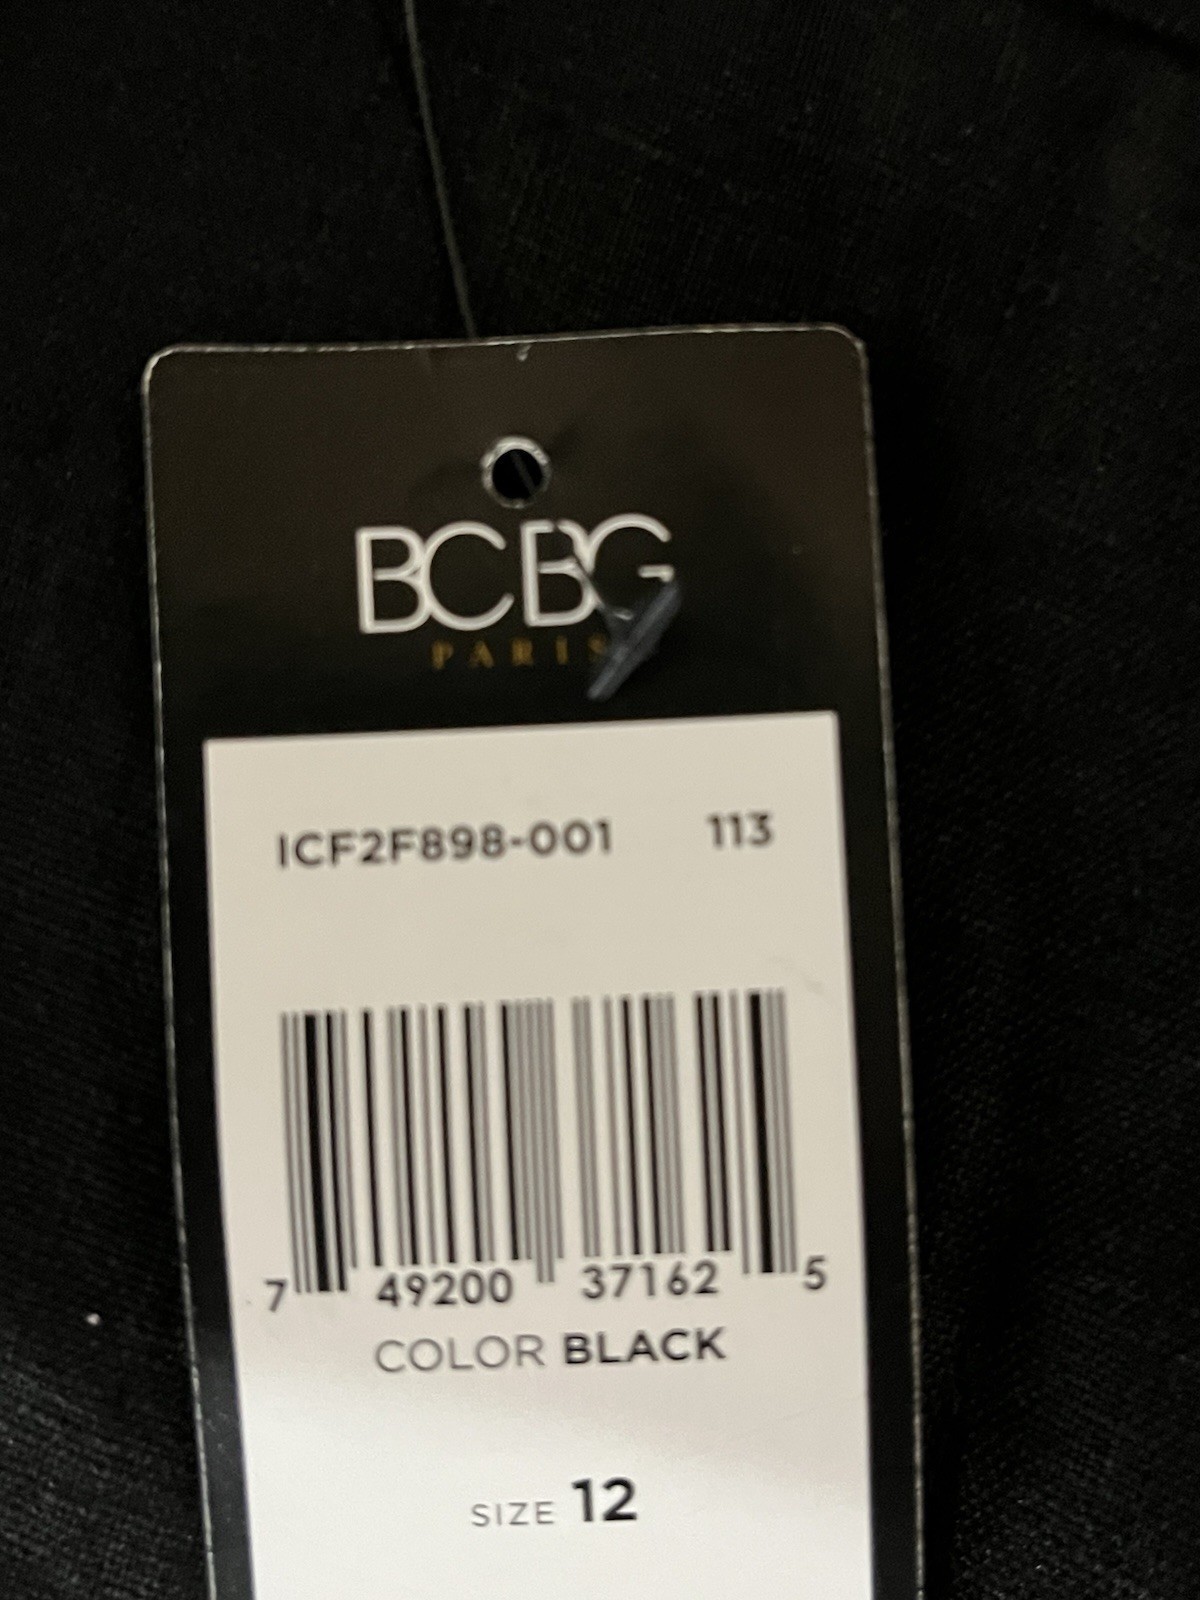 BCBG
PARIS
ICF2F898-001 113
7 49200 37162 5
COLOR BLACK
SIZE 12